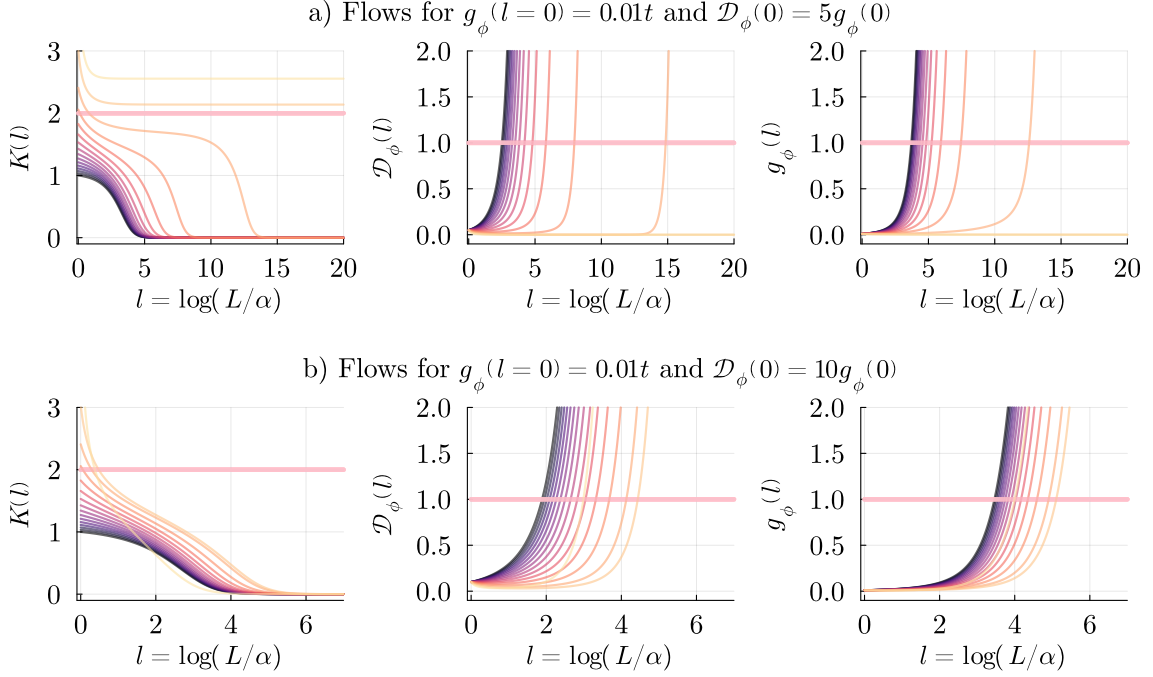 a) Flows for g_ϕ(l = 0) = 0.01t and 𝒟_ϕ(0) = 5g_ϕ(0)
K(l)
3
2
1
0
0 5 10 15 20
l = log(L/α)
𝒟_ϕ(l)
2.0
1.5
1.0
0.5
0.0
0 5 10 15 20
l = log(L/α)
g_ϕ(l)
2.0
1.5
1.0
0.5
0.0
0 5 10 15 20
l = log(L/α)
b) Flows for g_ϕ(l = 0) = 0.01t and 𝒟_ϕ(0) = 10g_ϕ(0)
K(l)
3
2
1
0
0 2 4 6
l = log(L/α)
𝒟_ϕ(l)
2.0
1.5
1.0
0.5
0.0
0 2 4 6
l = log(L/α)
g_ϕ(l)
2.0
1.5
1.0
0.5
0.0
0 2 4 6
l = log(L/α)